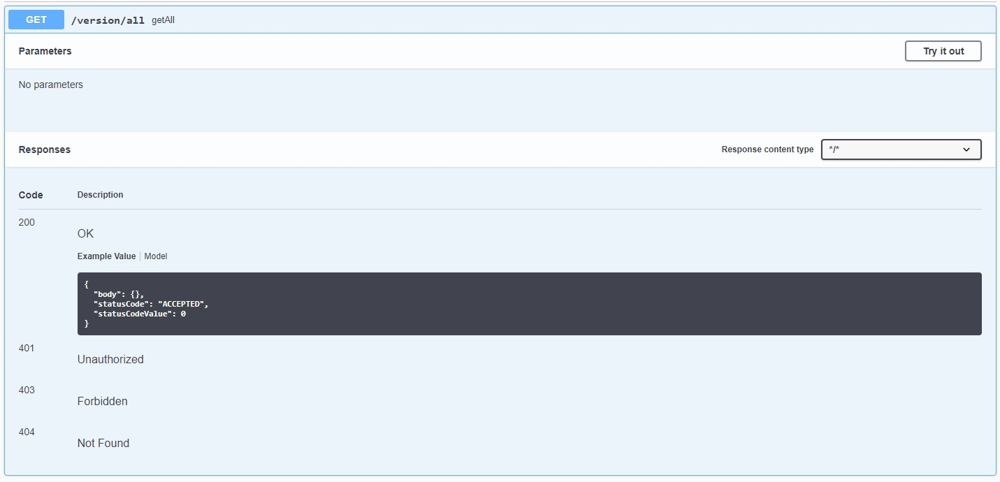 GET /version/all getAll
Parameters Try it out
No parameters
Responses Response content type */*
Code Description
200
OK
Example Value Model
{
  "body": {},
  "statusCode": "ACCEPTED",
  "statusCodeValue": 0
}
401
Unauthorized
403
Forbidden
404
Not Found